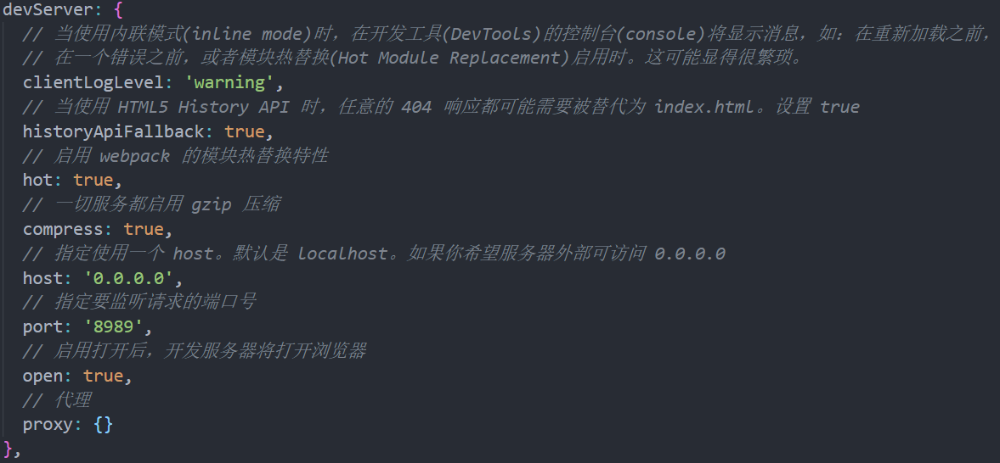 devServer: {
// 当使用内联模式(inline mode)时，在开发工具(DevTools)的控制台(console)将显示消息，如：在重新加载之前，
// 在一个错误之前，或者模块热替换(Hot Module Replacement)启用时。这可能显得很繁琐。
clientLogLevel: 'warning',
// 当使用 HTML5 History API 时，任意的 404 响应都可能需要被替代为 index.html。设置 true
historyApiFallback: true,
// 启用 webpack 的模块热替换特性
hot: true,
// 一切服务都启用 gzip 压缩
compress: true,
// 指定使用一个 host。默认是 localhost。如果你希望服务器外部可访问 0.0.0.0
host: '0.0.0.0',
// 指定要监听请求的端口号
port: '8989',
// 启用打开后，开发服务器将打开浏览器
open: true,
// 代理
proxy: {}
},